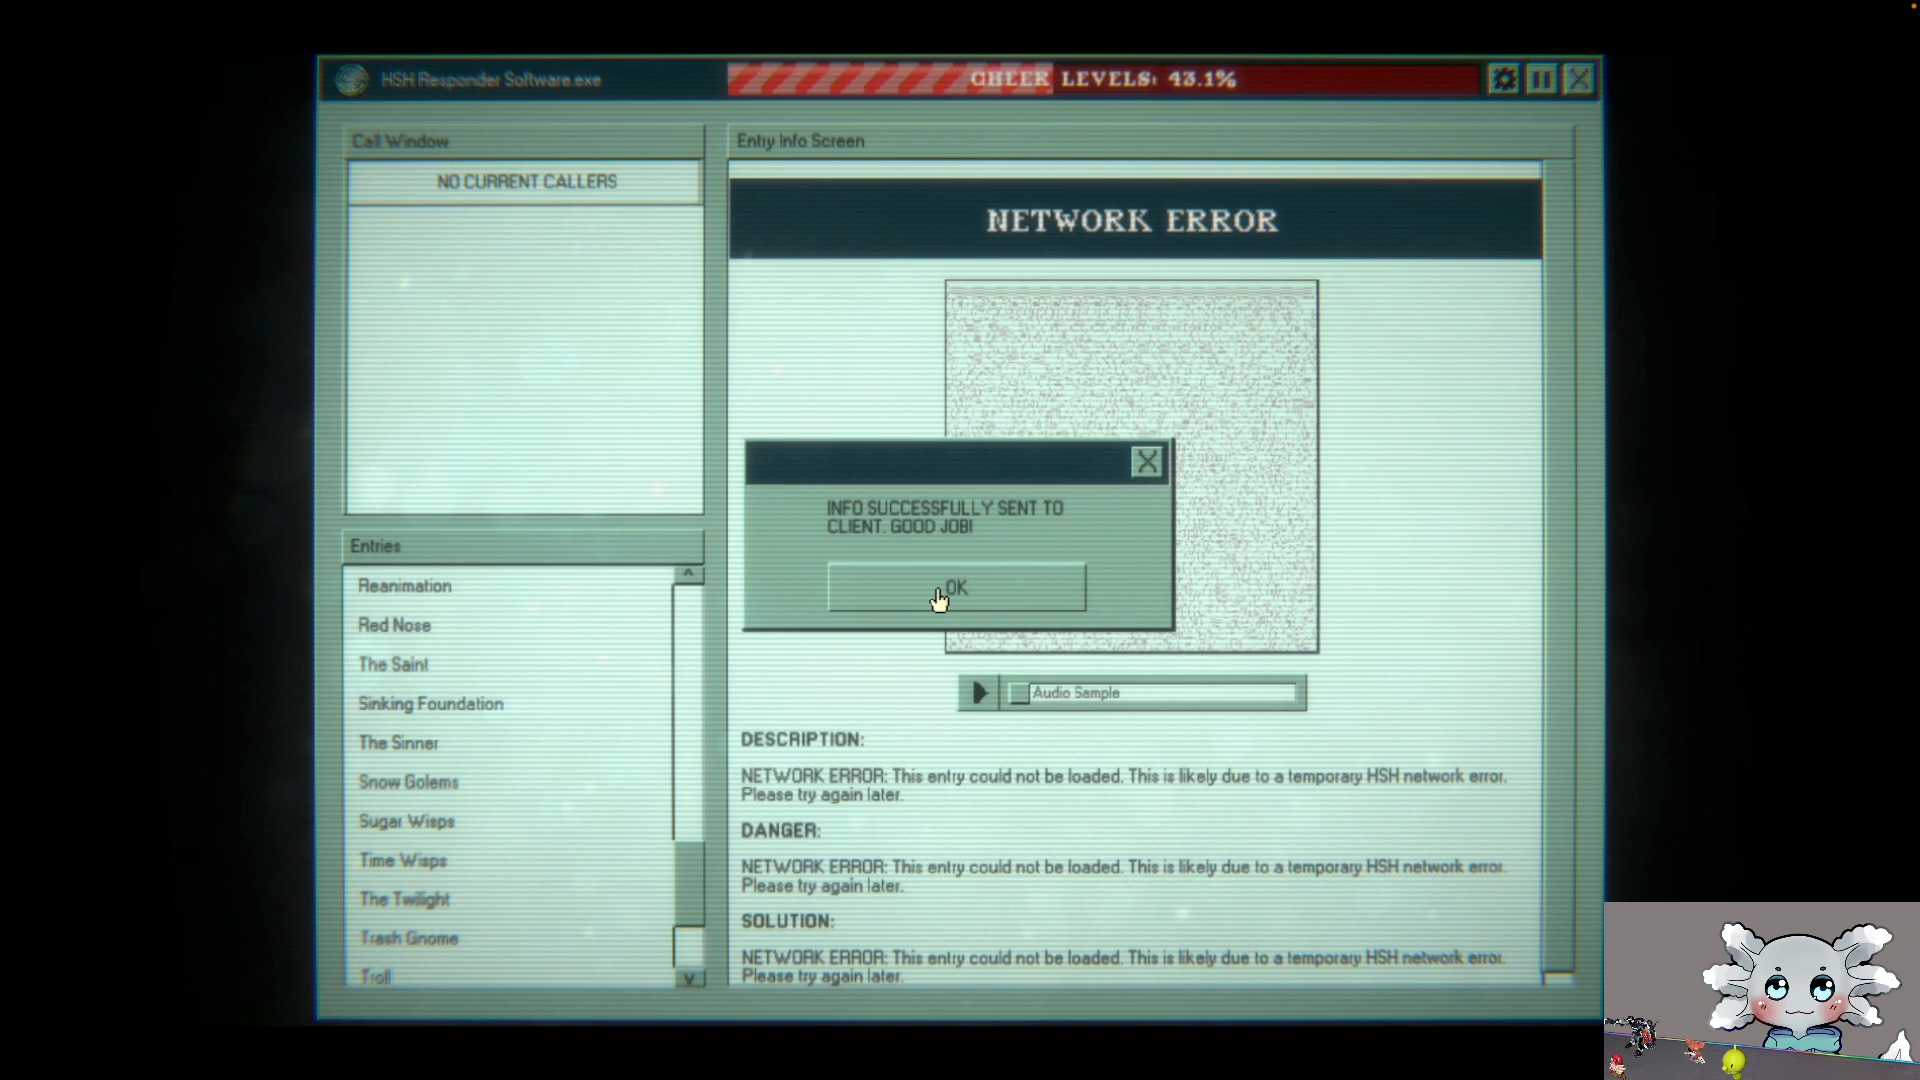 HSH Responder Software.exe
CHEER LEVELS: 43.1%
Call Window
NO CURRENT CALLERS
Entry Info Screen
NETWORK ERROR
INFO SUCCESSFULLY SENT TO
CLIENT. GOOD JOB!
OK
Audio Sample
Entries
Reanimation
Red Nose
The Saint
Sinking Foundation
The Sinner
Snow Golems
Sugar Wisps
Time Wisps
The Twilight
Trash Gnome
Troll
DESCRIPTION:
NETWORK ERROR: This entry could not be loaded. This is likely due to a temporary HSH network error.
Please try again later.
DANGER:
NETWORK ERROR: This entry could not be loaded. This is likely due to a temporary HSH network error.
Please try again later.
SOLUTION:
NETWORK ERROR: This entry could not be loaded. This is likely due to a temporary HSH network error.
Please try again later.